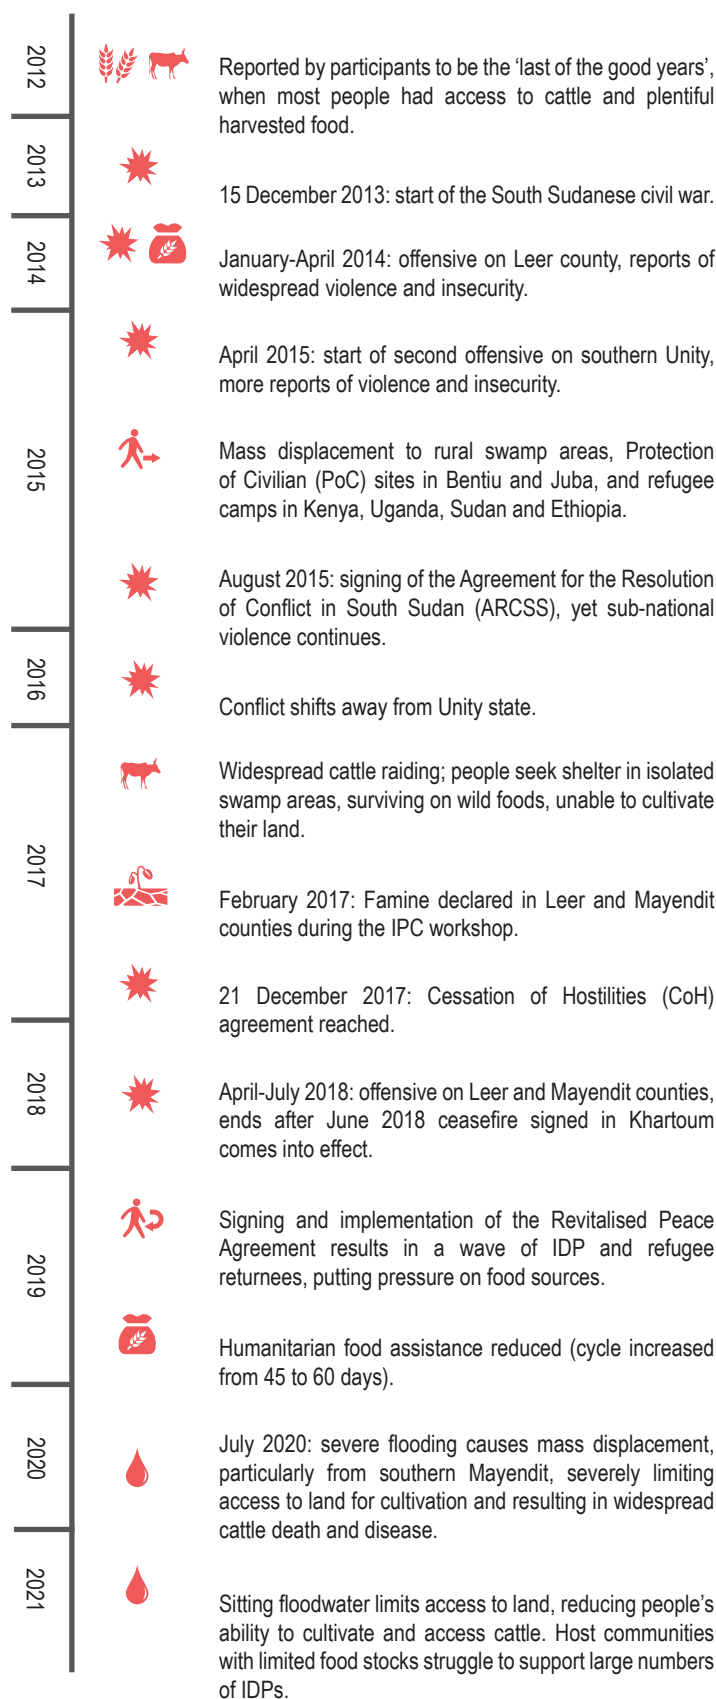 2012
Reported by participants to be the ‘last of the good years’,
when most people had access to cattle and plentiful
harvested food.
2013
15 December 2013: start of the South Sudanese civil war.
2014
January-April 2014: offensive on Leer county, reports of
widespread violence and insecurity.
2015
April 2015: start of second offensive on southern Unity,
more reports of violence and insecurity.
Mass displacement to rural swamp areas, Protection
of Civilian (PoC) sites in Bentiu and Juba, and refugee
camps in Kenya, Uganda, Sudan and Ethiopia.
August 2015: signing of the Agreement for the Resolution
of Conflict in South Sudan (ARCSS), yet sub-national
violence continues.
2016
Conflict shifts away from Unity state.
2017
Widespread cattle raiding; people seek shelter in isolated
swamp areas, surviving on wild foods, unable to cultivate
their land.
February 2017: Famine declared in Leer and Mayendit
counties during the IPC workshop.
21 December 2017: Cessation of Hostilities (CoH)
agreement reached.
2018
April-July 2018: offensive on Leer and Mayendit counties,
ends after June 2018 ceasefire signed in Khartoum
comes into effect.
2019
Signing and implementation of the Revitalised Peace
Agreement results in a wave of IDP and refugee
returnees, putting pressure on food sources.
Humanitarian food assistance reduced (cycle increased
from 45 to 60 days).
2020
July 2020: severe flooding causes mass displacement,
particularly from southern Mayendit, severely limiting
access to land for cultivation and resulting in widespread
cattle death and disease.
2021
Sitting floodwater limits access to land, reducing people’s
ability to cultivate and access cattle. Host communities
with limited food stocks struggle to support large numbers
of IDPs.